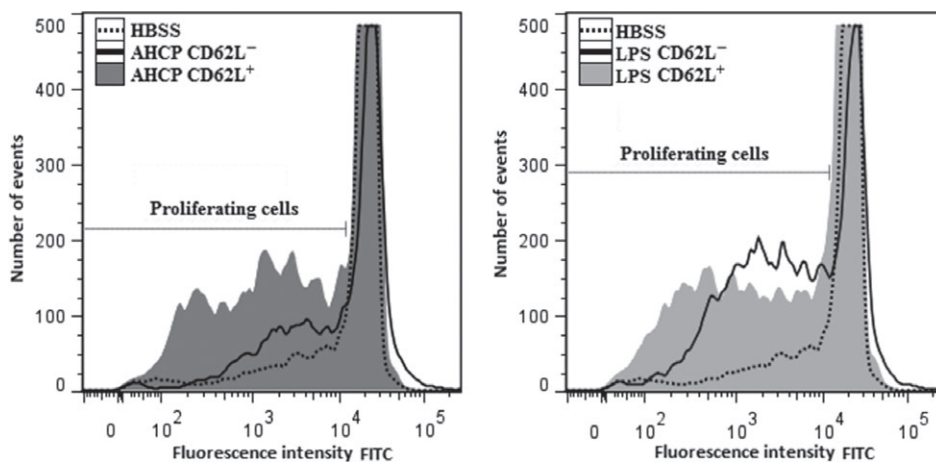 500
400
300
200
100
0
Number of events
HBSS
AHCP CD62L⁻
AHCP CD62L⁺
Proliferating cells
0 10² 10³ 10⁴ 10⁵
Fluorescence intensity FITC
500
400
300
200
100
0
Number of events
HBSS
LPS CD62L⁻
LPS CD62L⁺
Proliferating cells
0 10² 10³ 10⁴ 10⁵
Fluorescence intensity FITC